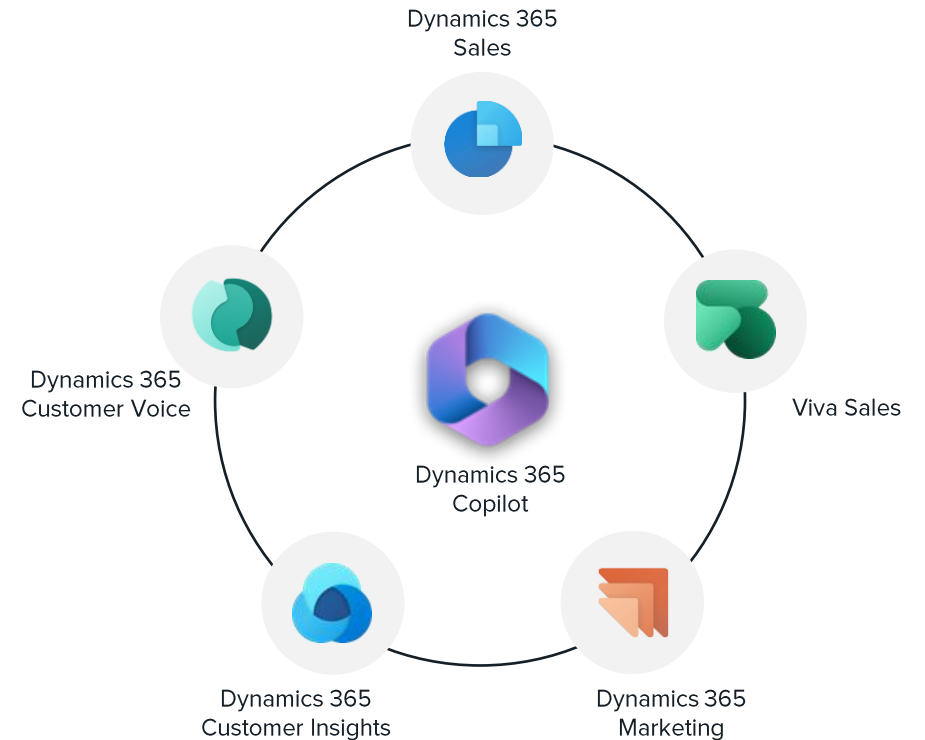 Dynamics 365
Sales
Dynamics 365
Customer Voice
Viva Sales
Dynamics 365
Copilot
Dynamics 365
Customer Insights
Dynamics 365
Marketing